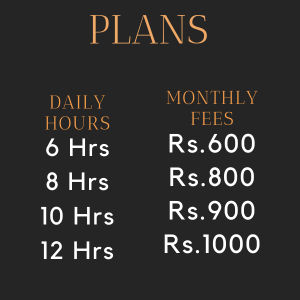 PLANS
DAILY
HOURS
MONTHLY
FEES
6 Hrs
Rs.600
8 Hrs
Rs.800
10 Hrs
Rs.900
12 Hrs
Rs.1000